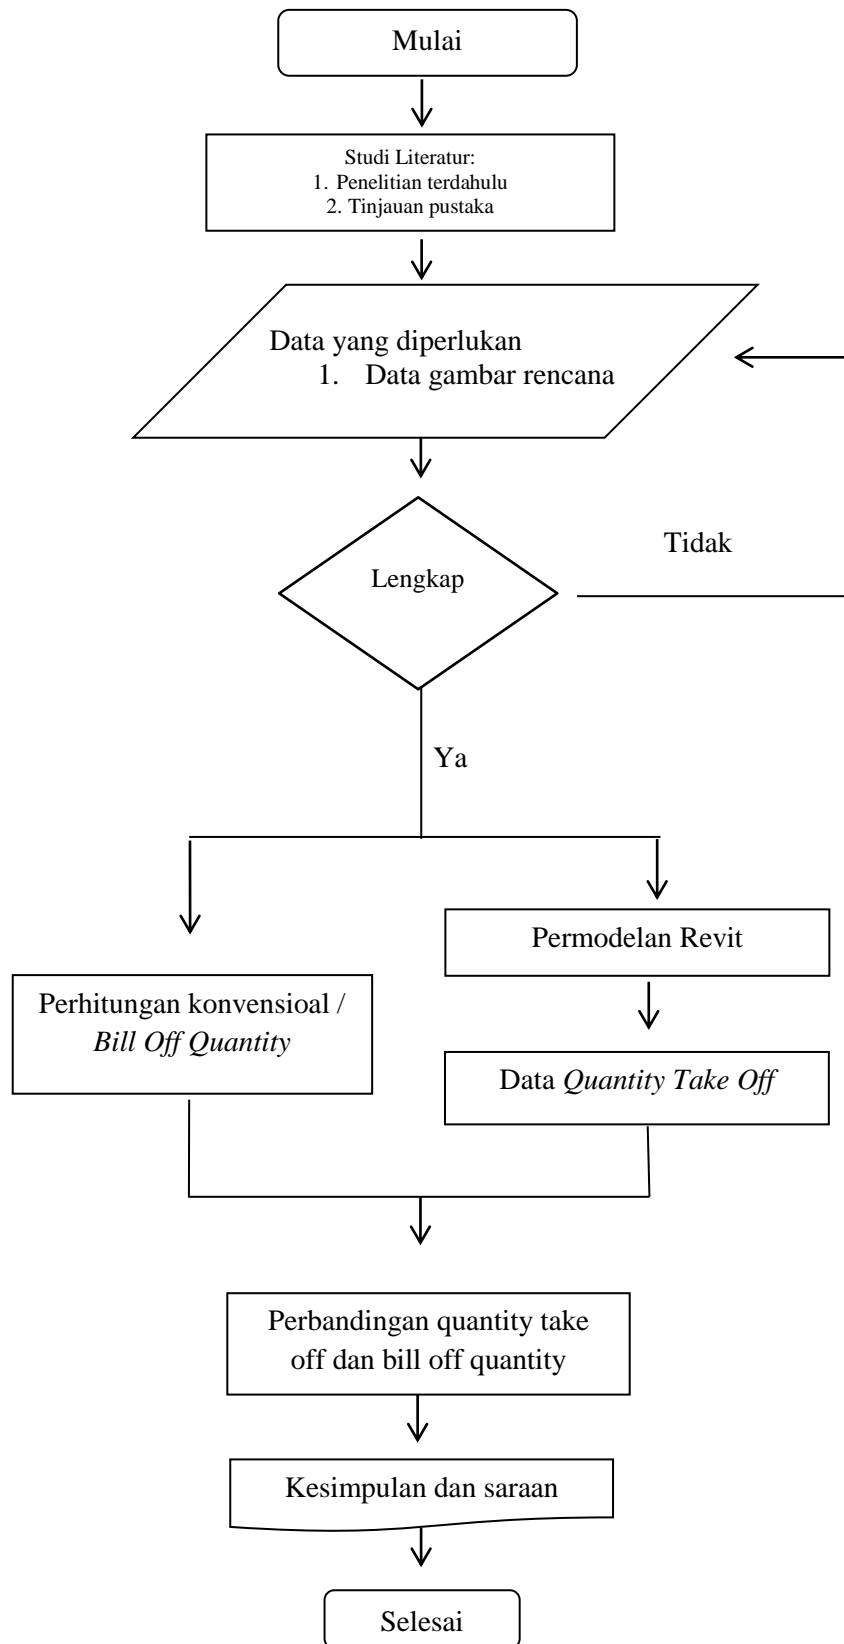 Mulai
Studi Literatur:
1. Penelitian terdahulu
2. Tinjauan pustaka
Data yang diperlukan
1. Data gambar rencana
Lengkap
Tidak
Ya
Permodelan Revit
Perhitungan konvensioal /
Bill Off Quantity
Data Quantity Take Off
Perbandingan quantity take
off dan bill off quantity
Kesimpulan dan saraan
Selesai